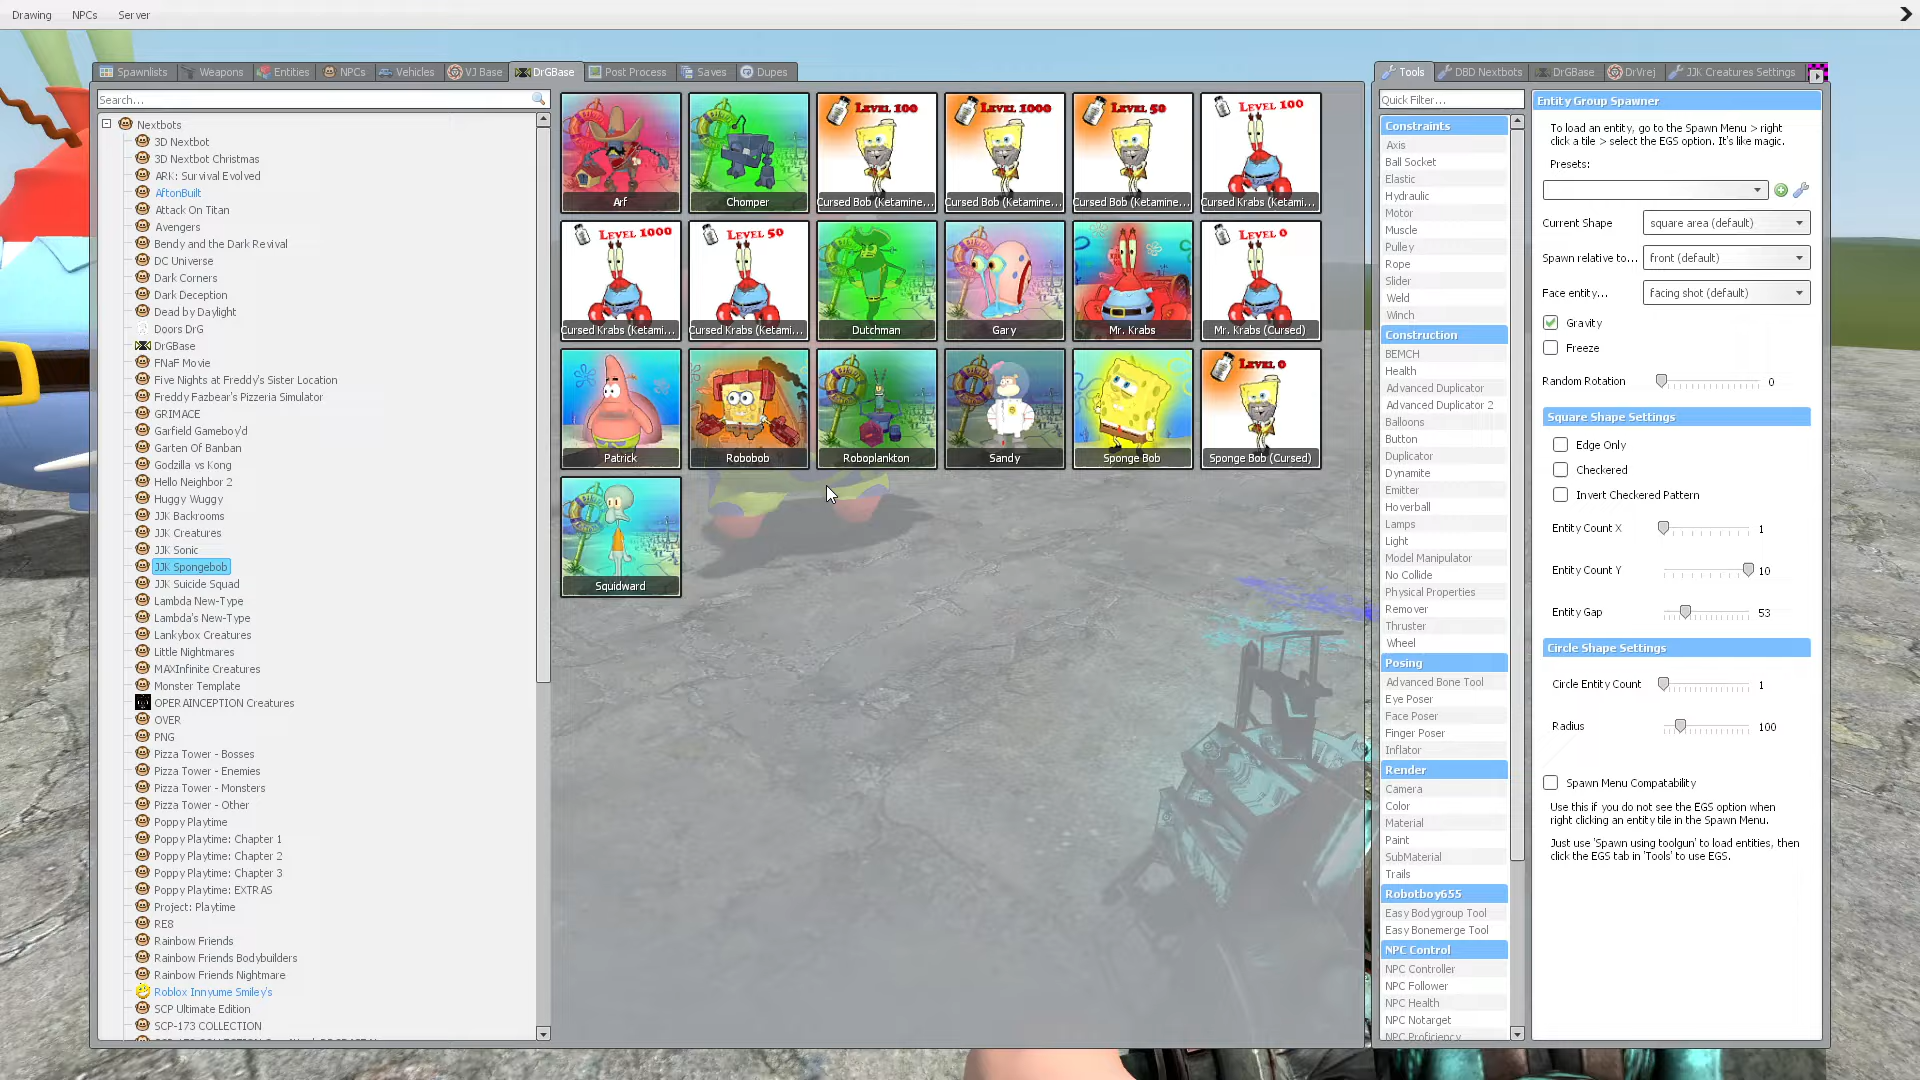 Drawing NPCs Server
Spawnlists Weapons Entities NPCs Vehicles VJ Base DrGBase Post Process Saves Dupes
Search...
Nextbots
3D Nextbot
3D Nextbot Christmas
ARK: Survival Evolved
AftonBuilt
Attack On Titan
Avengers
Bendy and the Dark Revival
DC Universe
Dark Corners
Dark Deception
Dead by Daylight
Doors DrG
DrGBase
FNaF Movie
Five Nights at Freddy's Sister Location
Freddy Fazbear's Pizzeria Simulator
GRIMACE
Garfield Gameboy'd
Garten Of Banban
Godzilla vs Kong
Hello Neighbor 2
Huggy Wuggy
JJK Backrooms
JJK Creatures
JJK Sonic
JJK Spongebob
JJK Suicide Squad
Lambda New-Type
Lambda's New-Type
Lankybox Creatures
Little Nightmares
MAXInfinite Creatures
Monster Template
OPERAINCEPTION Creatures
OVER
PNG
Pizza Tower - Bosses
Pizza Tower - Enemies
Pizza Tower - Monsters
Pizza Tower - Other
Poppy Playtime
Poppy Playtime: Chapter 1
Poppy Playtime: Chapter 2
Poppy Playtime: Chapter 3
Poppy Playtime: EXTRAS
Project: Playtime
RE8
Rainbow Friends
Rainbow Friends Bodybuilders
Rainbow Friends Nightmare
Roblox Innyume Smiley's
SCP Ultimate Edition
SCP-173 COLLECTION
LEVEL 100 LEVEL 1000 LEVEL 50 LEVEL 100
Arf Chomper Cursed Bob (Ketamine... Cursed Bob (Ketamine... Cursed Bob (Ketamine... Cursed Krabs (Ketami...
LEVEL 1000 LEVEL 50 LEVEL 0
Cursed Krabs (Ketami... Cursed Krabs (Ketami... Dutchman Gary Mr. Krabs Mr. Krabs (Cursed)
LEVEL 0
Patrick Robobob Roboplankton Sandy Sponge Bob Sponge Bob (Cursed)
Squidward
Tools DBD Nextbots DrGBase DrVrej JJK Creatures Settings
Quick Filter...
Constraints
Axis
Ball Socket
Elastic
Hydraulic
Motor
Muscle
Pulley
Rope
Slider
Weld
Winch
Construction
BEMCH
Health
Advanced Duplicator
Advanced Duplicator 2
Balloons
Button
Duplicator
Dynamite
Emitter
Hoverball
Lamps
Light
Model Manipulator
No Collide
Physical Properties
Remover
Thruster
Wheel
Posing
Advanced Bone Tool
Eye Poser
Face Poser
Finger Poser
Inflator
Render
Camera
Color
Material
Paint
SubMaterial
Trails
Robotboy655
Easy Bodygroup Tool
Easy Bonemerge Tool
NPC Control
NPC Controller
NPC Follower
NPC Health
NPC Notarget
NPC Proficiency
Entity Group Spawner
To load an entity, go to the Spawn Menu > right
click a tile > select the EGS option. It's like magic.
Presets:
Current Shape square area (default)
Spawn relative to... front (default)
Face entity... facing shot (default)
Gravity
Freeze
Random Rotation 0
Square Shape Settings
Edge Only
Checkered
Invert Checkered Pattern
Entity Count X 1
Entity Count Y 10
Entity Gap 53
Circle Shape Settings
Circle Entity Count 1
Radius 100
Spawn Menu Compatability
Use this if you do not see the EGS option when
right clicking an entity tile in the Spawn Menu.
Just use 'Spawn using toolgun' to load entities, then
click the EGS tab in 'Tools' to use EGS.